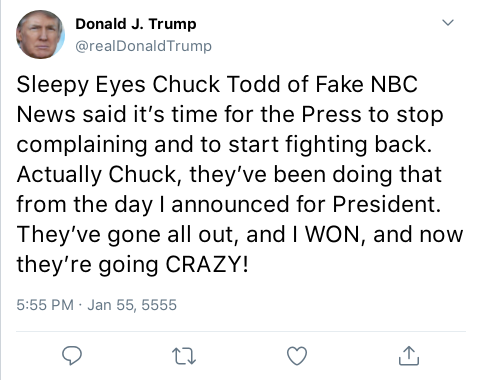 Donald J. Trump
@realDonaldTrump
Sleepy Eyes Chuck Todd of Fake NBC
News said it’s time for the Press to stop
complaining and to start fighting back.
Actually Chuck, they’ve been doing that
from the day I announced for President.
They’ve gone all out, and I WON, and now
they’re going CRAZY!
5:55 PM · Jan 55, 5555